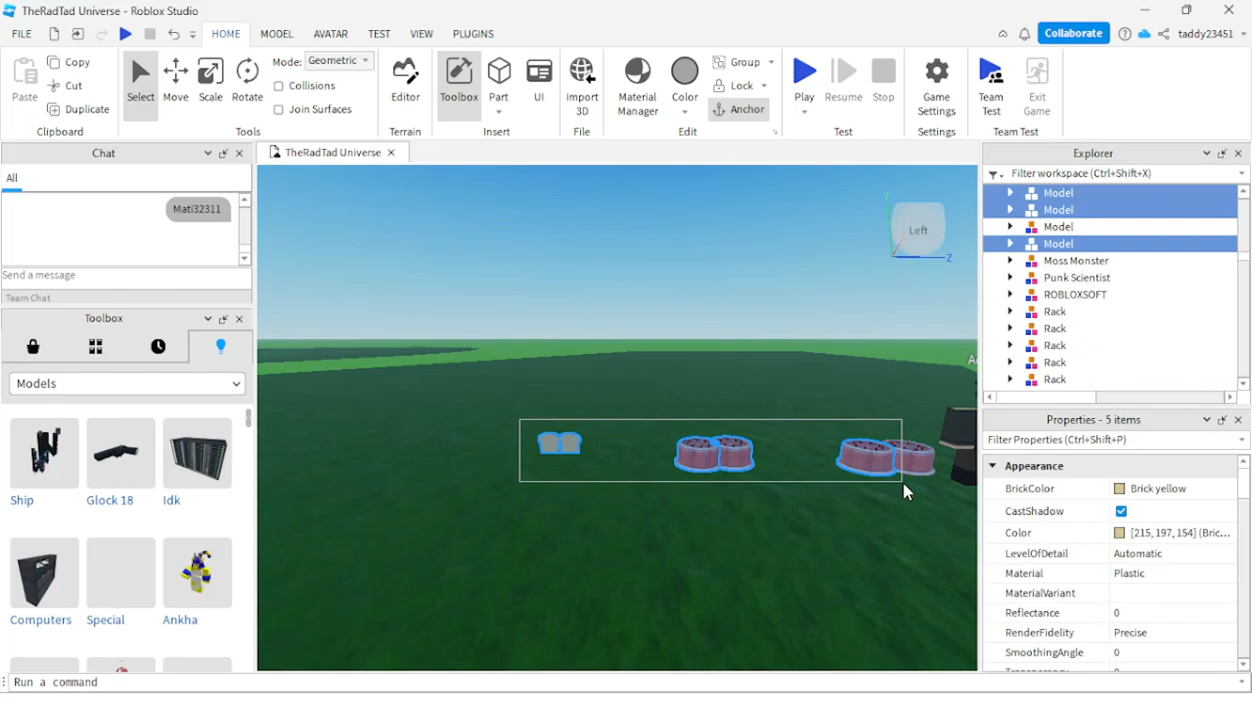 TheRadTad Universe - Roblox Studio
FILE HOME MODEL AVATAR TEST VIEW PLUGINS Collaborate taddy23451
Paste Copy Cut Duplicate Clipboard
Select Move Scale Rotate Mode: Geometric Collisions Join Surfaces Tools
Editor Terrain
Toolbox Part UI Insert
Import 3D File
Material Manager Color Group Lock Anchor Edit
Play Resume Stop Test
Game Settings Settings
Team Test Exit Game Team Test
Chat
All
Mati32311
Send a message
Team Chat
Toolbox
Models
Ship Glock 18 Idk
Computers Special Ankha
TheRadTad Universe
Y
Left
Z
Explorer
Filter workspace (Ctrl+Shift+X)
Model
Model
Model
Model
Moss Monster
Punk Scientist
ROBLOXSOFT
Rack
Rack
Rack
Rack
Rack
Properties - 5 items
Filter Properties (Ctrl+Shift+P)
Appearance
BrickColor Brick yellow
CastShadow
Color [215, 197, 154] (Bric...
LevelOfDetail Automatic
Material Plastic
MaterialVariant
Reflectance 0
RenderFidelity Precise
SmoothingAngle 0
Run a command